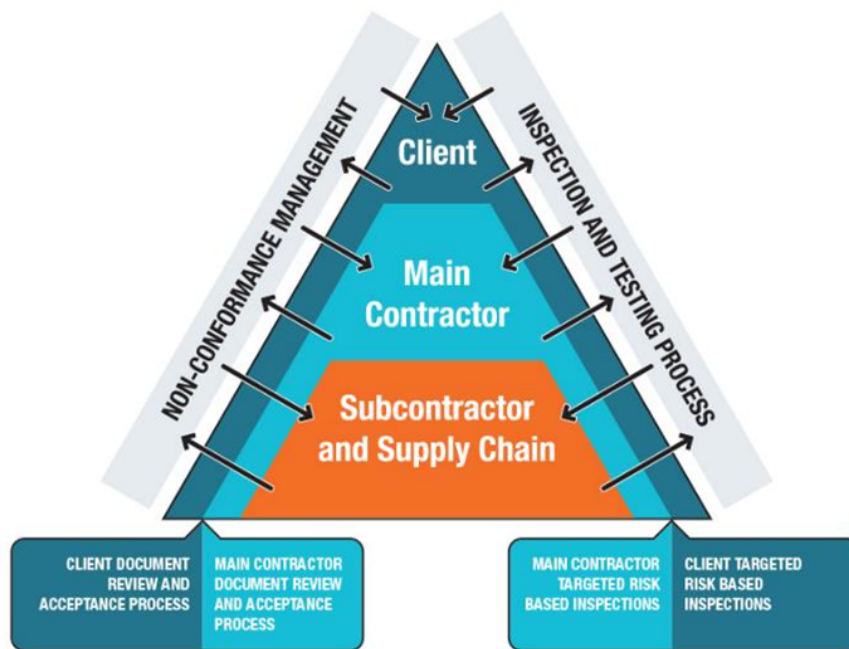 NON-CONFORMANCE MANAGEMENT
INSPECTION AND TESTING PROCESS
Client
Main
Contractor
Subcontractor
and Supply Chain
CLIENT DOCUMENT
REVIEW AND
ACCEPTANCE PROCESS
MAIN CONTRACTOR
DOCUMENT REVIEW
AND ACCEPTANCE
PROCESS
MAIN CONTRACTOR
TARGETED RISK
BASED INSPECTIONS
CLIENT TARGETED
RISK BASED
INSPECTIONS